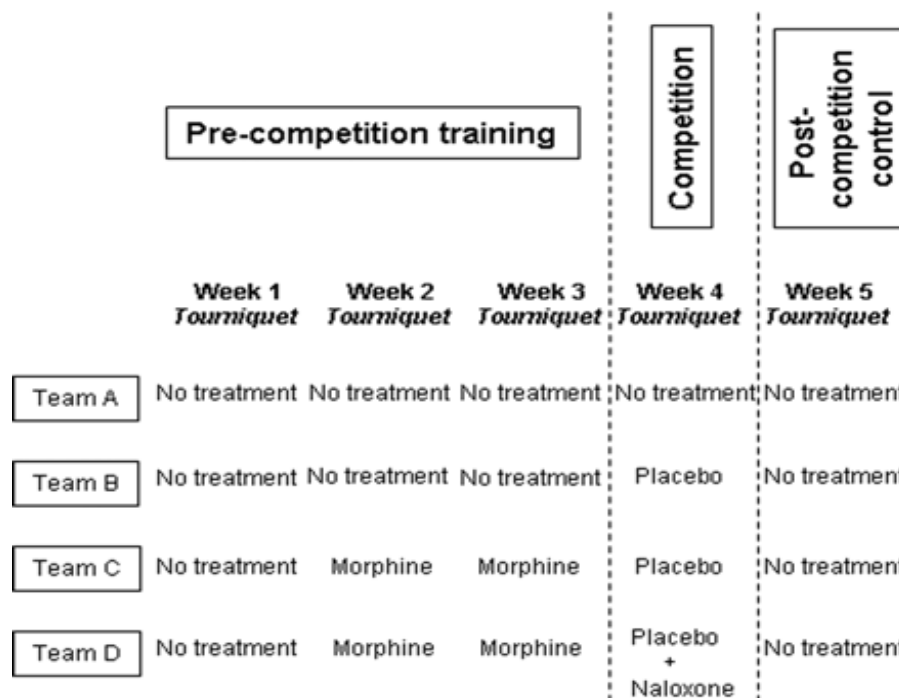 Pre-competition training
Competition
Post-
competition
control
Week 1 Week 2 Week 3 Week 4 Week 5
Tourniquet Tourniquet Tourniquet Tourniquet Tourniquet
Team A No treatment No treatment No treatment No treatment No treatment
Team B No treatment No treatment No treatment Placebo No treatment
Team C No treatment Morphine Morphine Placebo No treatment
Team D No treatment Morphine Morphine Placebo No treatment
+
Naloxone